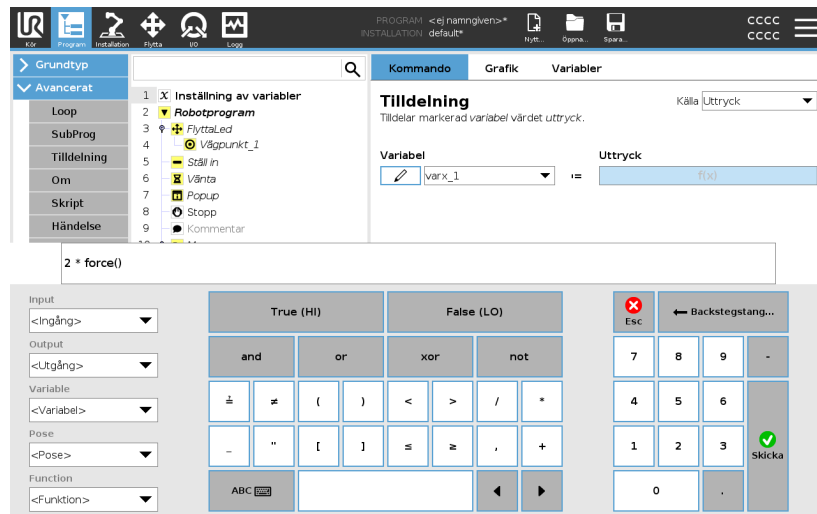 PROGRAM <ej namngiven>*
INSTALLATION default*
CCCC
CCCC
Kör
Program
Installation
Flytta
I/O
Logg
Nytt...
Öppna...
Spara...
Grundtyp
Avancerat
Loop
SubProg
Tilldelning
Om
Skript
Händelse
1 X Inställning av variabler
2 Robotprogram
3 FlyttaLed
4 Vägpunkt_1
5 Ställ in
6 Vänta
7 Popup
8 Stopp
9 Kommentar
Kommando Grafik Variabler
Tilldelning
Källa Uttryck
Tilldelar markerad variabel värdet uttryck.
Variabel Uttryck
varx_1 := f(x)
2 * force()
Input
<Ingång>
Output
<Utgång>
Variable
<Variabel>
Pose
<Pose>
Function
<Funktion>
True (HI) False (LO)
and or xor not
≟ ≠ ( ) < > / *
_ " [ ] ≤ ≥ , +
ABC
Esc
Backstegstang...
7 8 9 -
4 5 6
1 2 3
Skicka
0 .